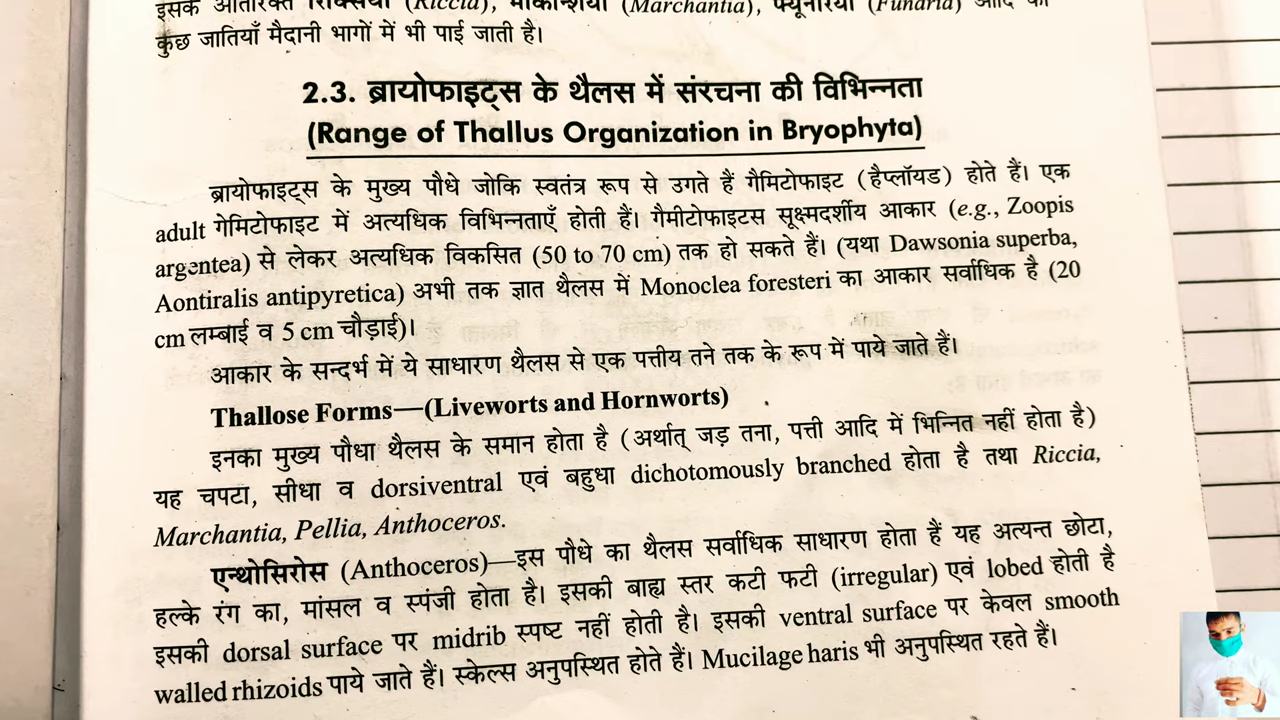 इसके अतिरिक्त रिक्सिया (Riccia), मार्केन्शिया (Marchantia), फ्यूनेरिया (Funaria) आदि की
कुछ जातियाँ मैदानी भागों में भी पाई जाती है।
2.3. ब्रायोफाइट्स के थैलस में संरचना की विभिन्नता
(Range of Thallus Organization in Bryophyta)
ब्रायोफाइट्स के मुख्य पौधे जोकि स्वतंत्र रूप से उगते हैं गैमिटोफाइट (हैप्लॉयड) होते हैं। एक
adult गेमिटोफाइट में अत्यधिक विभिन्नताएँ होती हैं। गैमीटोफाइटस सूक्ष्मदर्शीय आकार (e.g., Zoopis
argentea) से लेकर अत्यधिक विकसित (50 to 70 cm) तक हो सकते हैं। (यथा Dawsonia superba,
Aontiralis antipyretica) अभी तक ज्ञात थैलस में Monoclea foresteri का आकार सर्वाधिक है (20
cm लम्बाई व 5 cm चौड़ाई)।
आकार के सन्दर्भ में ये साधारण थैलस से एक पत्तीय तने तक के रूप में पाये जाते हैं।
Thallose Forms—(Liveworts and Hornworts)
इनका मुख्य पौधा थैलस के समान होता है (अर्थात् जड़ तना, पत्ती आदि में भिन्नित नहीं होता है)
यह चपटा, सीधा व dorsiventral एवं बहुधा dichotomously branched होता है तथा Riccia,
Marchantia, Pellia, Anthoceros.
एन्थोसिरोस (Anthoceros)—इस पौधे का थैलस सर्वाधिक साधारण होता हैं यह अत्यन्त छोटा,
हल्के रंग का, मांसल व स्पंजी होता है। इसकी बाह्य स्तर कटी फटी (irregular) एवं lobed होती है
इसकी dorsal surface पर midrib स्पष्ट नहीं होती है। इसकी ventral surface पर केवल smooth
walled rhizoids पाये जाते हैं। स्केल्स अनुपस्थित होते हैं। Mucilage haris भी अनुपस्थित रहते हैं।